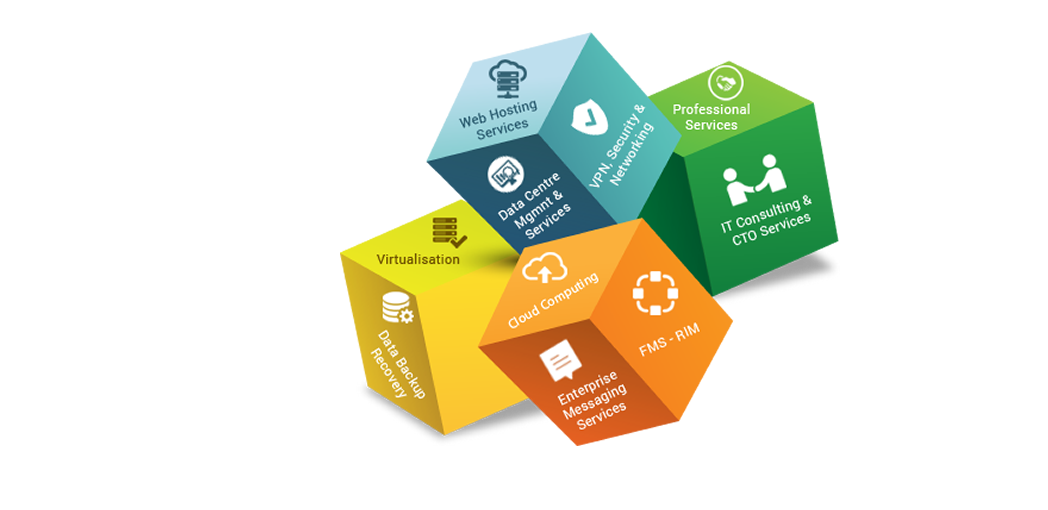 Web Hosting
Services
VPN, Security &
Networking
Data Centre
Mgmnt &
Services
Professional
Services
IT Consulting &
CTO Services
Virtualisation
Data Backup
Recovery
Cloud Computing
FMS - RIM
Enterprise
Messaging
Services